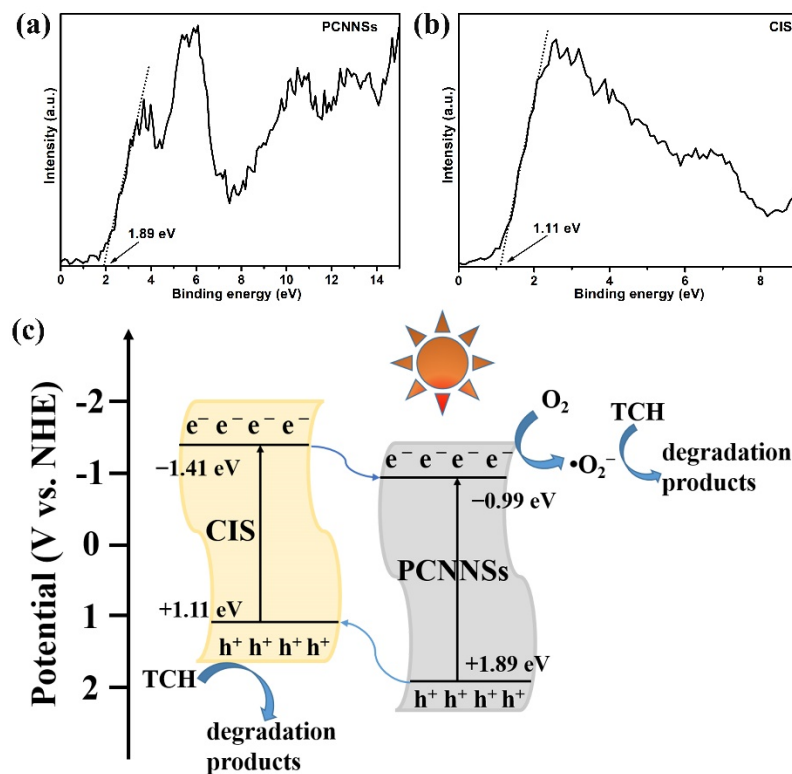 (a)
PCNNSs
Intensity (a.u.)
1.89 eV
0 2 4 6 8 10 12 14
Binding energy (eV)
(b)
CIS
Intensity (a.u.)
1.11 eV
0 2 4 6 8
Binding energy (eV)
(c)
Potential (V vs. NHE)
-2
-1
0
1
2
e⁻ e⁻ e⁻ e⁻
−1.41 eV
CIS
+1.11 eV
h⁺ h⁺ h⁺ h⁺
TCH
degradation
products
e⁻ e⁻ e⁻ e⁻
−0.99 eV
PCNNSs
+1.89 eV
h⁺ h⁺ h⁺ h⁺
O₂
•O₂⁻
TCH
degradation
products